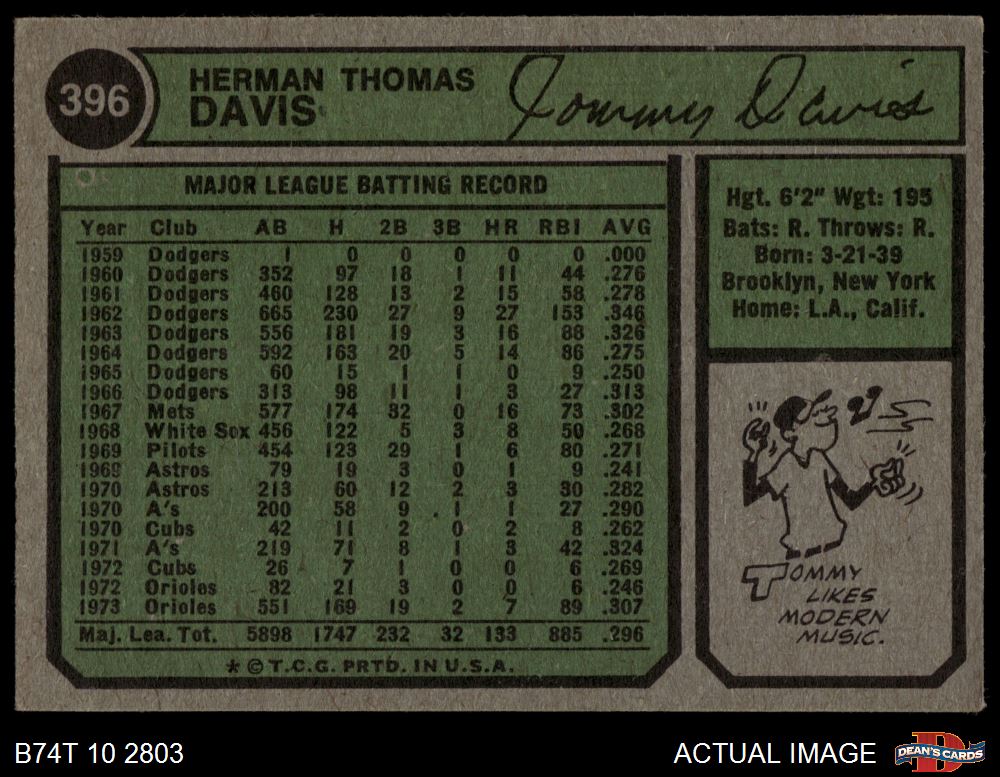 396
HERMAN THOMAS
DAVIS
Tommy Davis
MAJOR LEAGUE BATTING RECORD
Year Club AB H 2B 3B HR RBI AVG
1959 Dodgers 1 0 0 0 0 0 .000
1960 Dodgers 352 97 18 1 11 44 .276
1961 Dodgers 460 128 13 2 15 58 .278
1962 Dodgers 665 230 27 9 27 153 .346
1963 Dodgers 556 181 19 3 16 88 .326
1964 Dodgers 592 163 20 5 14 86 .275
1965 Dodgers 60 15 1 1 0 9 .250
1966 Dodgers 313 98 11 1 3 27 .313
1967 Mets 577 174 32 0 16 73 .302
1968 White Sox 456 122 5 3 8 50 .268
1969 Pilots 454 123 29 1 6 80 .271
1969 Astros 79 19 3 0 1 9 .241
1970 Astros 213 60 12 2 3 30 .282
1970 A's 200 58 9 1 1 27 .290
1970 Cubs 42 11 2 0 2 8 .262
1971 A's 219 71 8 1 3 42 .324
1972 Cubs 26 7 1 0 0 6 .269
1972 Orioles 82 21 3 0 0 6 .246
1973 Orioles 551 169 19 2 7 89 .307
Maj. Lea. Tot. 5898 1747 232 32 133 885 .296
* © T.C.G. PRTD. IN U.S.A.
Hgt. 6'2" Wgt: 195
Bats: R. Throws: R.
Born: 3-21-39
Brooklyn, New York
Home: L.A., Calif.
TOMMY
LIKES
MODERN
MUSIC.
B74T 10 2803
ACTUAL IMAGE
B
DEAN'S CARDS